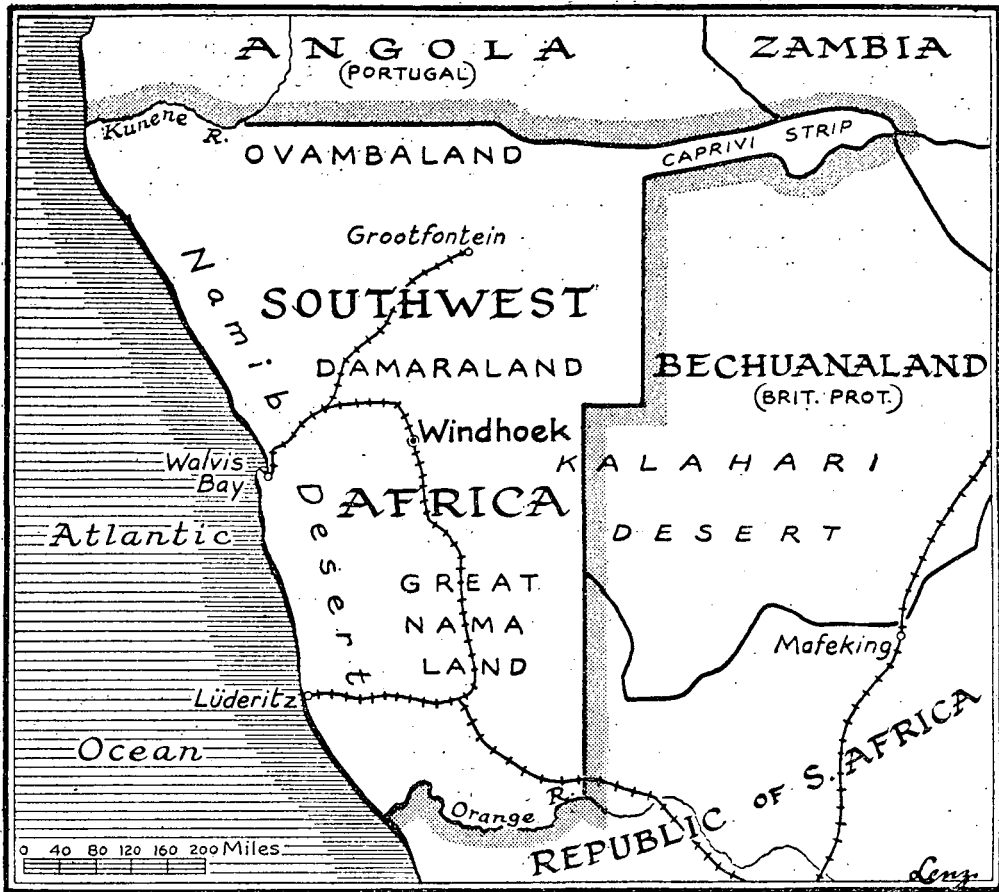 ANGOLA
(PORTUGAL)
ZAMBIA
Kunene R.
OVAMBALAND
CAPRIVI STRIP
Grootfontein
Namib Desert
SOUTHWEST AFRICA
DAMARALAND
BECHUANALAND
(BRIT. PROT.)
Windhoek
KALAHARI
DESERT
Walvis
Bay
Atlantic
Ocean
GREAT
NAMA
LAND
Mafeking
Lüderitz
Orange R.
REPUBLIC OF S. AFRICA
0 40 80 120 160 200 Miles
Lenz